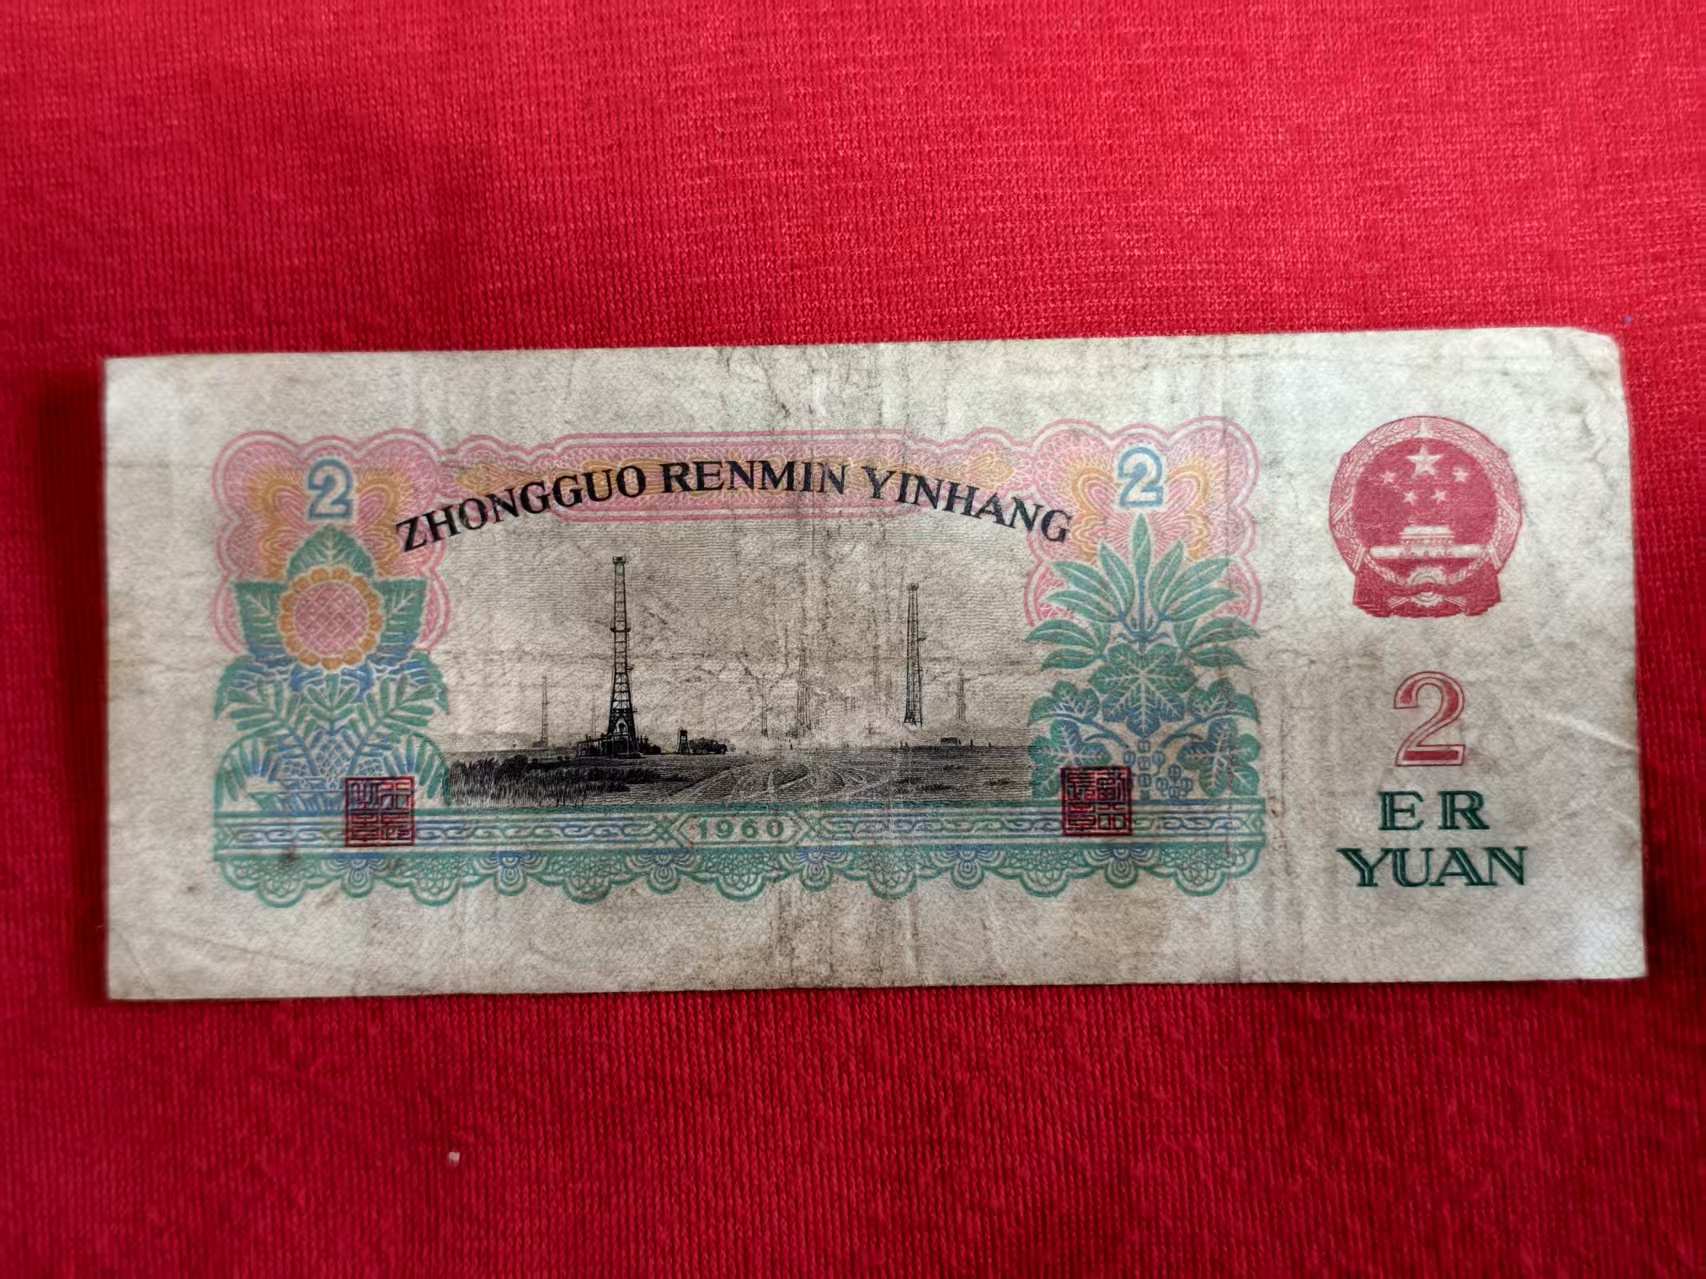 2
2
ZHONGGUO RENMIN YINHANG
2
ER
YUAN
1960